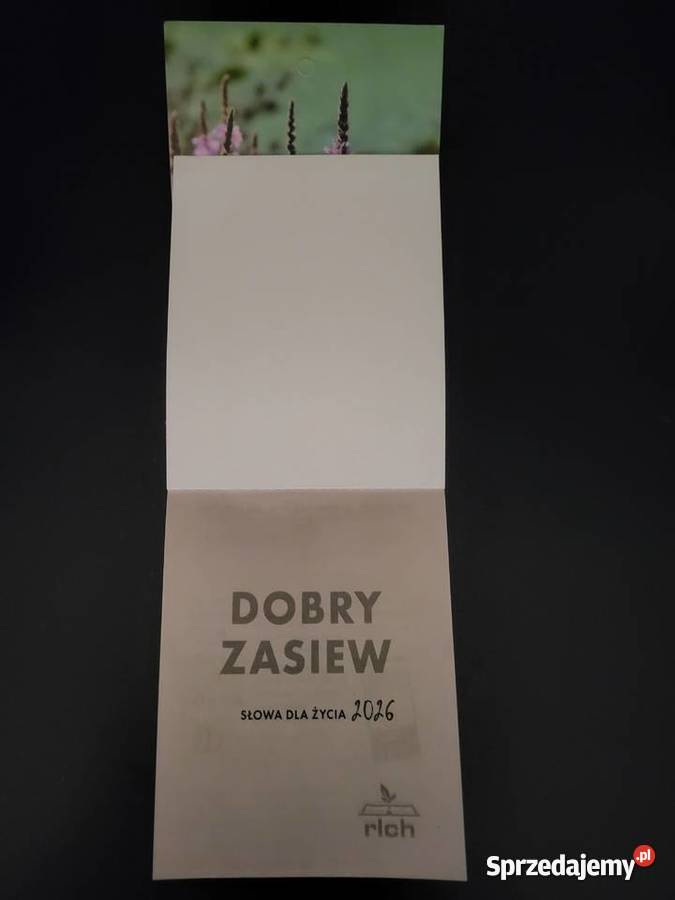 DOBRY
ZASIEW
SŁOWA DLA ŻYCIA 2026
rlch
Sprzedajemy.pl